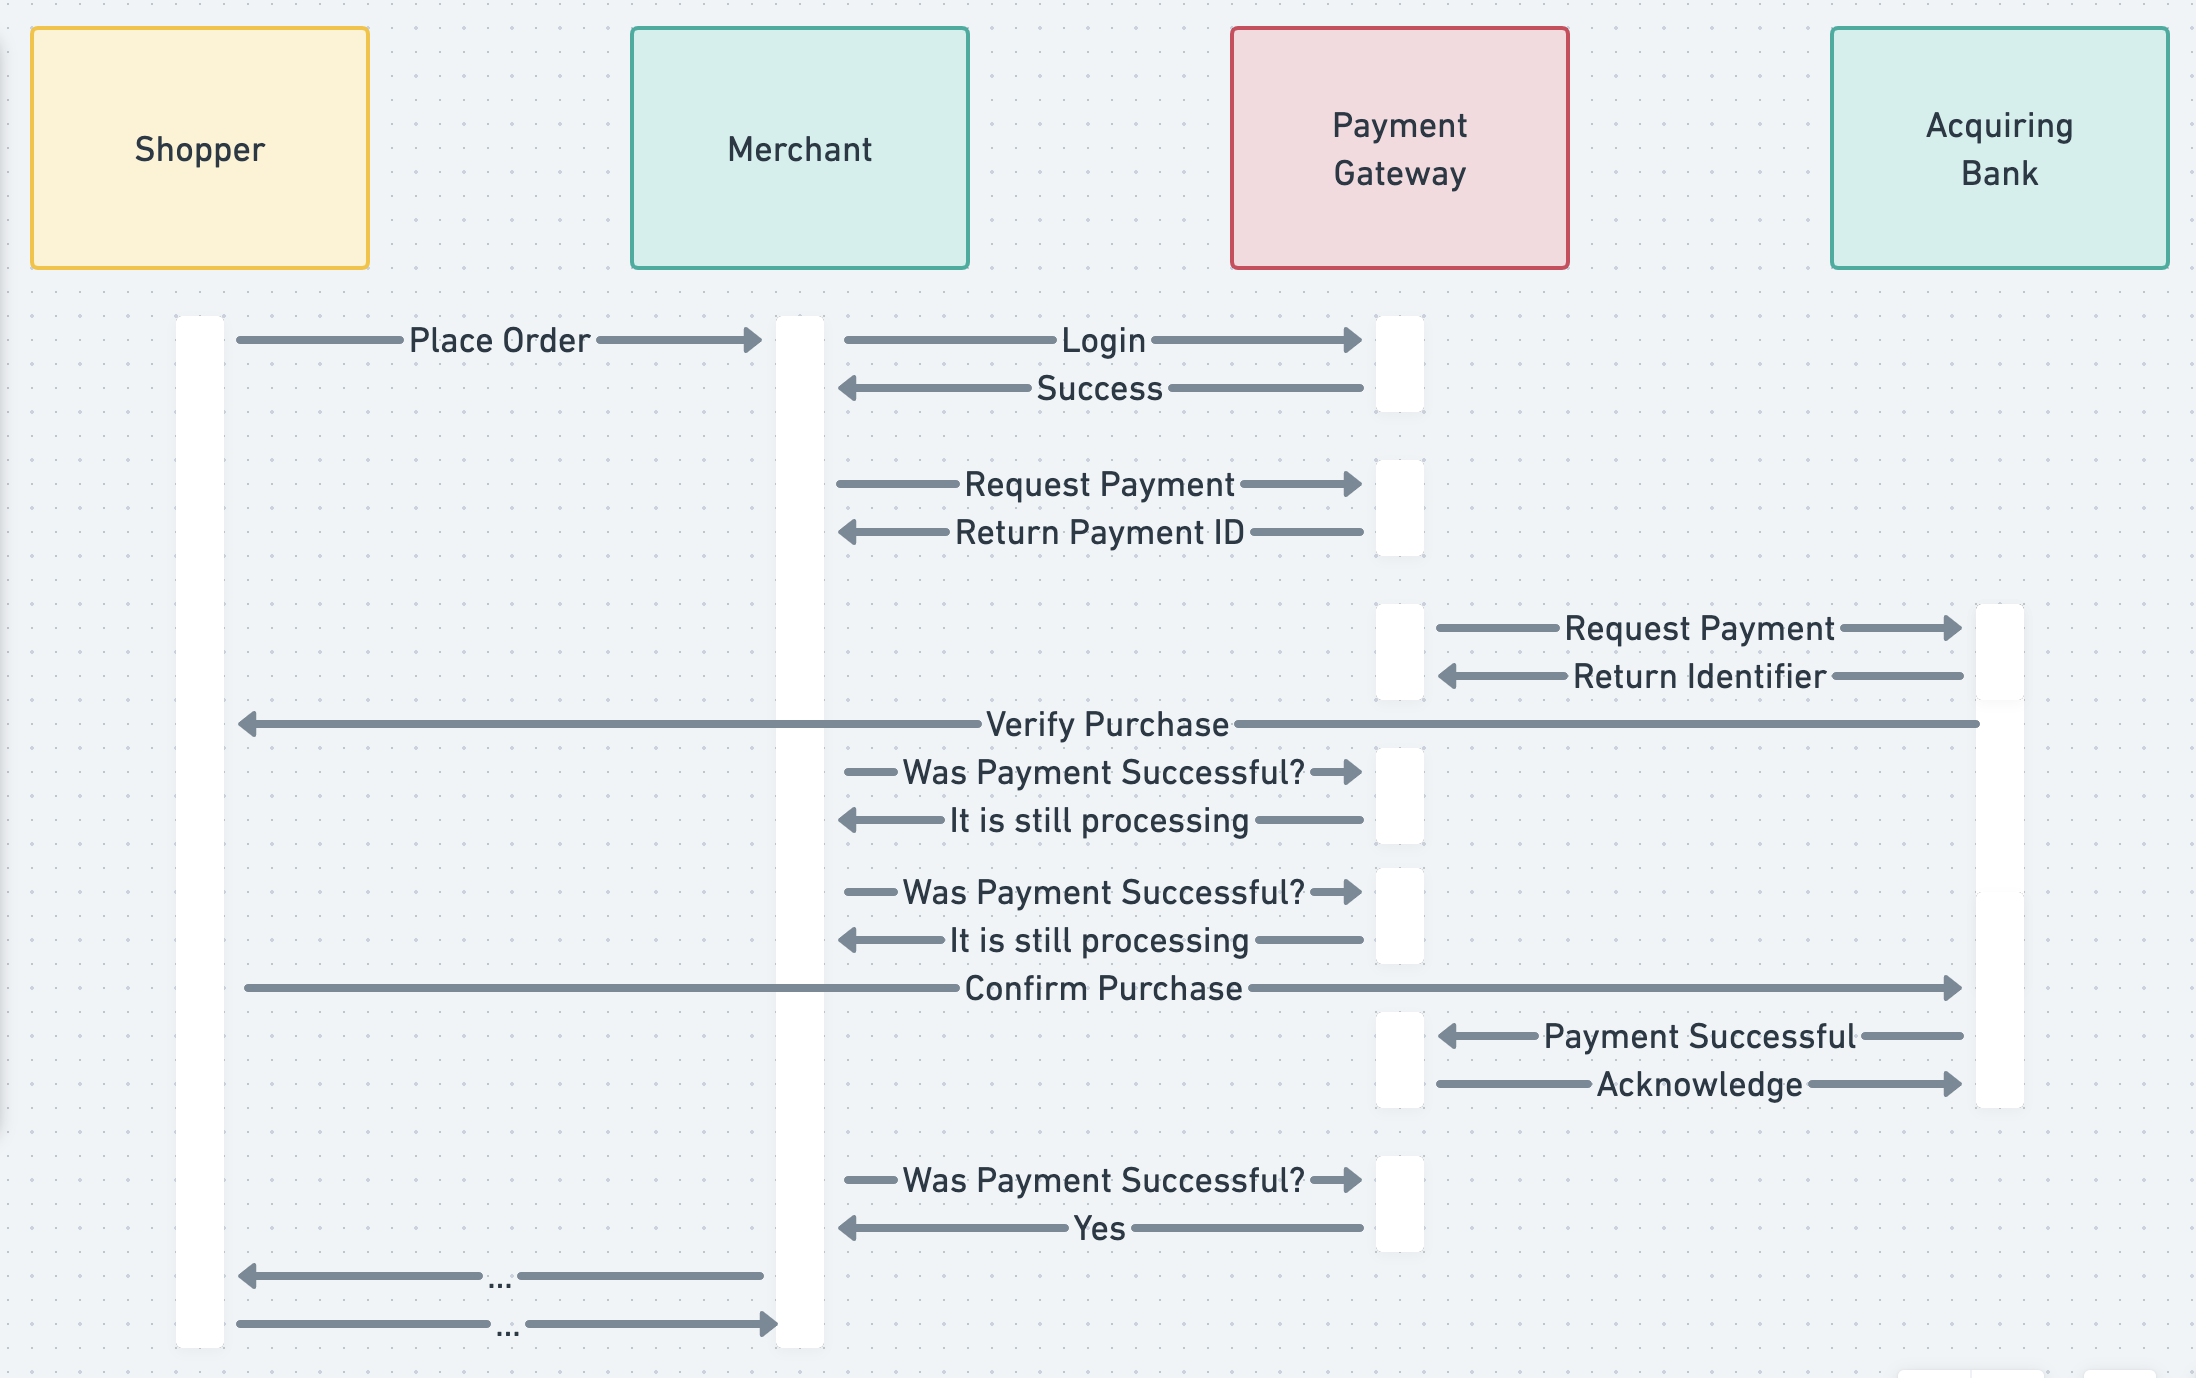 Shopper
Merchant
Payment
Gateway
Acquiring
Bank
Place Order
Login
Success
Request Payment
Return Payment ID
Request Payment
Return Identifier
Verify Purchase
Was Payment Successful?
It is still processing
Was Payment Successful?
It is still processing
Confirm Purchase
Payment Successful
Acknowledge
Was Payment Successful?
Yes
...
...